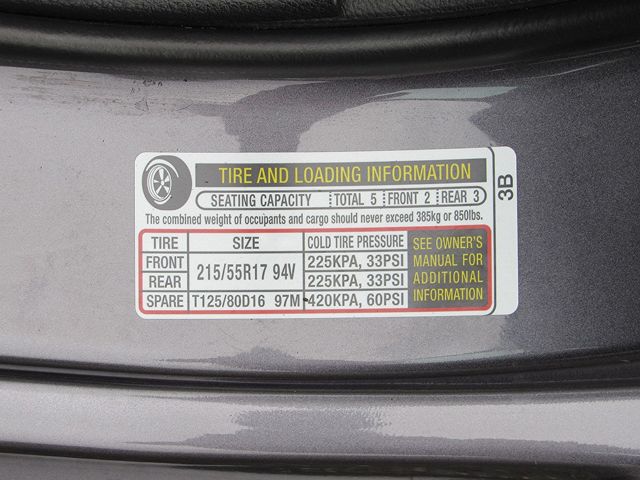 TIRE AND LOADING INFORMATION
SEATING CAPACITY TOTAL 5 FRONT 2 REAR 3
The combined weight of occupants and cargo should never exceed 385kg or 850lbs.
TIRE SIZE COLD TIRE PRESSURE SEE OWNER'S
FRONT 215/55R17 94V 225KPA, 33PSI MANUAL FOR
REAR 225KPA, 33PSI ADDITIONAL
SPARE T125/80D16 97M 420KPA, 60PSI INFORMATION
3B